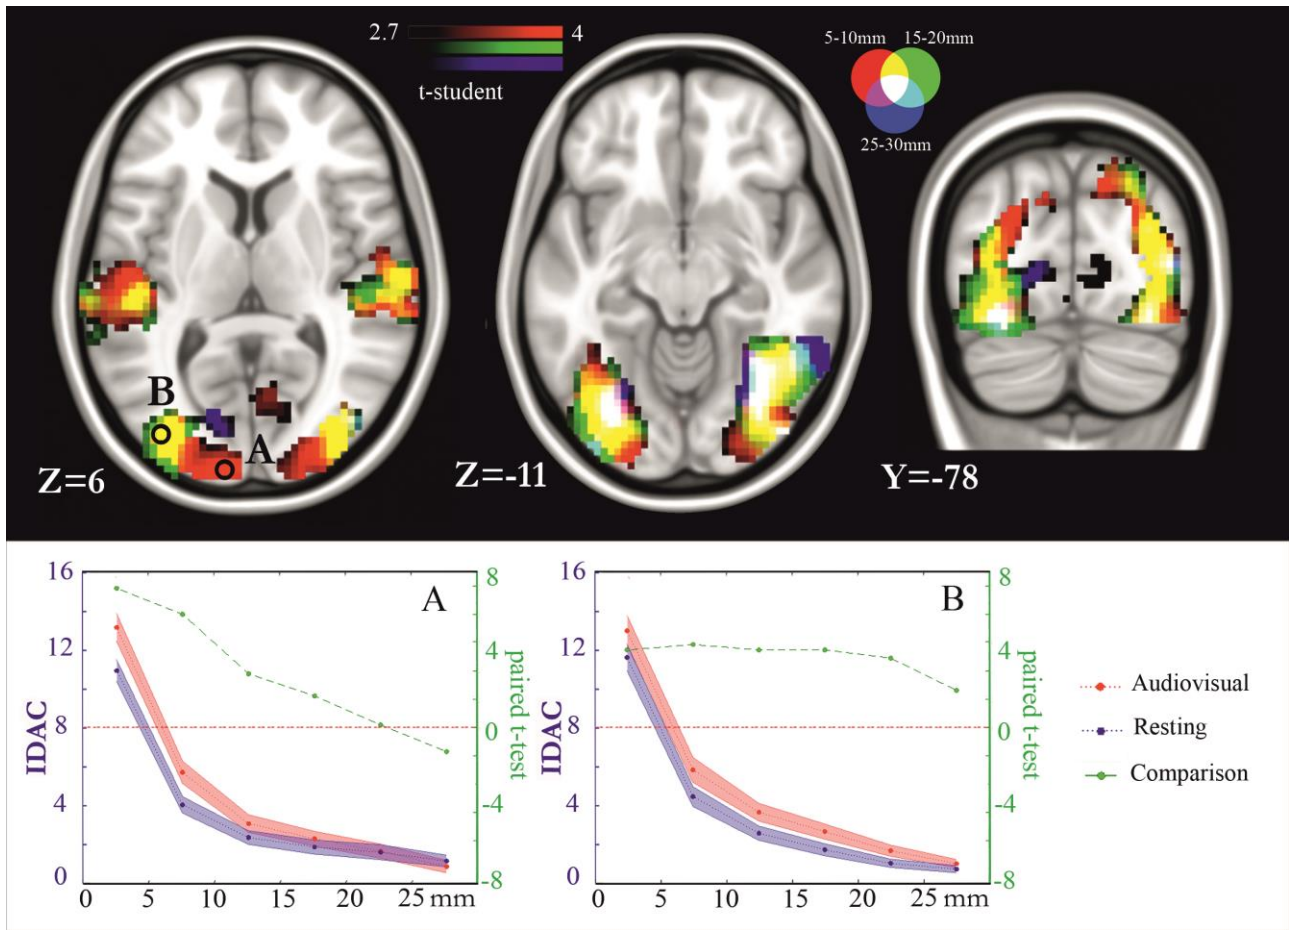 2.7
4
t-student
5-10mm
15-20mm
25-30mm
B
A
Z=6
Z=-11
Y=-78
16
12
8
4
0
IDAC
A
8
4
0
-4
-8
paired t-test
0 5 10 15 20 25 mm
16
12
8
4
0
IDAC
B
8
4
0
-4
-8
paired t-test
0 5 10 15 20 25 mm
Audiovisual
Resting
Comparison